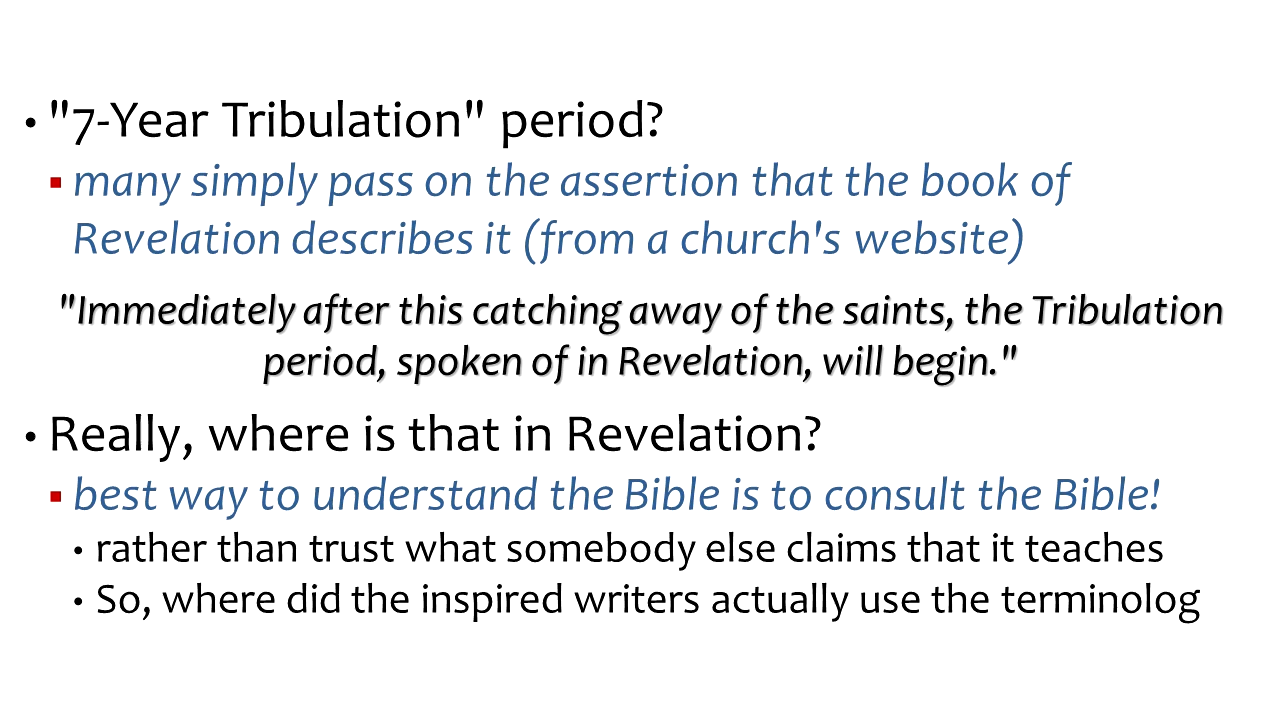 • "7-Year Tribulation" period?
▪ many simply pass on the assertion that the book of
Revelation describes it (from a church's website)
"Immediately after this catching away of the saints, the Tribulation
period, spoken of in Revelation, will begin."
• Really, where is that in Revelation?
▪ best way to understand the Bible is to consult the Bible!
• rather than trust what somebody else claims that it teaches
• So, where did the inspired writers actually use the terminolog